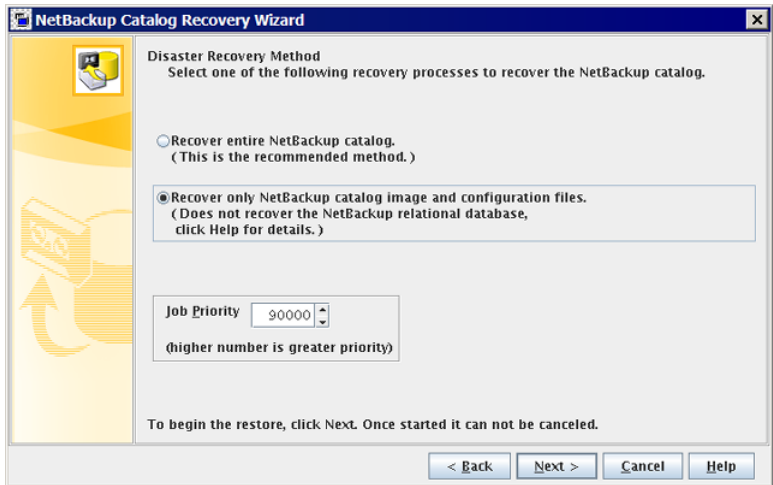 NetBackup Catalog Recovery Wizard
Disaster Recovery Method
Select one of the following recovery processes to recover the NetBackup catalog.
Recover entire NetBackup catalog.
(This is the recommended method.)
Recover only NetBackup catalog image and configuration files.
(Does not recover the NetBackup relational database,
click Help for details.)
Job Priority 90000
(higher number is greater priority)
To begin the restore, click Next. Once started it can not be canceled.
< Back Next > Cancel Help